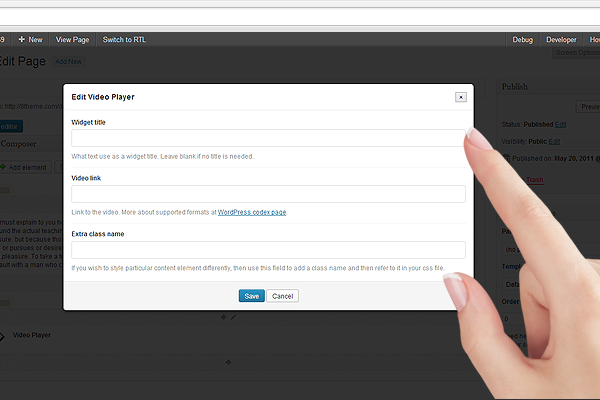 New View Page Switch to RTL Debug Developer
Edit Page Add New
Screen Options
Edit Video Player
Publish
Widget title
What text use as a widget title. Leave blank if no title is needed.
Status: Published Edit
Visibility: Public Edit
Composer
Published on: May 20, 2011 @
Add element
Video link
Trash
Link to the video. More about supported formats at WordPress codex page.
Extra class name
If you wish to style particular content element differently, then use this field to add a class name and then refer to it in your css file.
Order
0
Save Cancel
Video Player